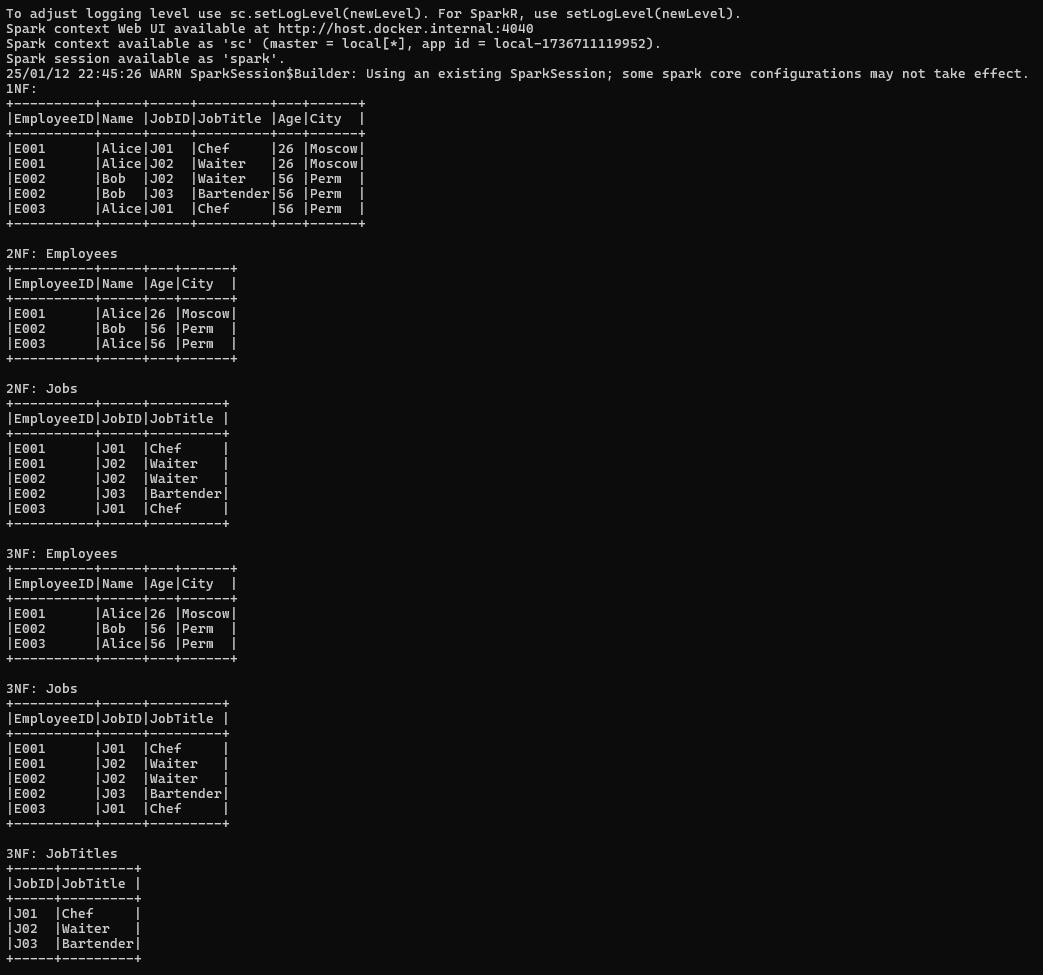 To adjust logging level use sc.setLogLevel(newLevel). For SparkR, use setLogLevel(newLevel).
Spark context Web UI available at http://host.docker.internal:4040
Spark context available as 'sc' (master = local[*], app id = local-1736711119952).
Spark session available as 'spark'.
25/01/12 22:45:26 WARN SparkSession$Builder: Using an existing SparkSession; some spark core configurations may not take effect.
1NF:
+----------+-----+-----+---------+---+------+
|EmployeeID|Name |JobID|JobTitle |Age|City  |
+----------+-----+-----+---------+---+------+
|E001      |Alice|J01  |Chef     |26 |Moscow|
|E001      |Alice|J02  |Waiter   |26 |Moscow|
|E002      |Bob  |J02  |Waiter   |56 |Perm  |
|E002      |Bob  |J03  |Bartender|56 |Perm  |
|E003      |Alice|J01  |Chef     |56 |Perm  |
+----------+-----+-----+---------+---+------+

2NF: Employees
+----------+-----+---+------+
|EmployeeID|Name |Age|City  |
+----------+-----+---+------+
|E001      |Alice|26 |Moscow|
|E002      |Bob  |56 |Perm  |
|E003      |Alice|56 |Perm  |
+----------+-----+---+------+

2NF: Jobs
+----------+-----+---------+
|EmployeeID|JobID|JobTitle |
+----------+-----+---------+
|E001      |J01  |Chef     |
|E001      |J02  |Waiter   |
|E002      |J02  |Waiter   |
|E002      |J03  |Bartender|
|E003      |J01  |Chef     |
+----------+-----+---------+

3NF: Employees
+----------+-----+---+------+
|EmployeeID|Name |Age|City  |
+----------+-----+---+------+
|E001      |Alice|26 |Moscow|
|E002      |Bob  |56 |Perm  |
|E003      |Alice|56 |Perm  |
+----------+-----+---+------+

3NF: Jobs
+----------+-----+---------+
|EmployeeID|JobID|JobTitle |
+----------+-----+---------+
|E001      |J01  |Chef     |
|E001      |J02  |Waiter   |
|E002      |J02  |Waiter   |
|E002      |J03  |Bartender|
|E003      |J01  |Chef     |
+----------+-----+---------+

3NF: JobTitles
+-----+---------+
|JobID|JobTitle |
+-----+---------+
|J01  |Chef     |
|J02  |Waiter   |
|J03  |Bartender|
+-----+---------+